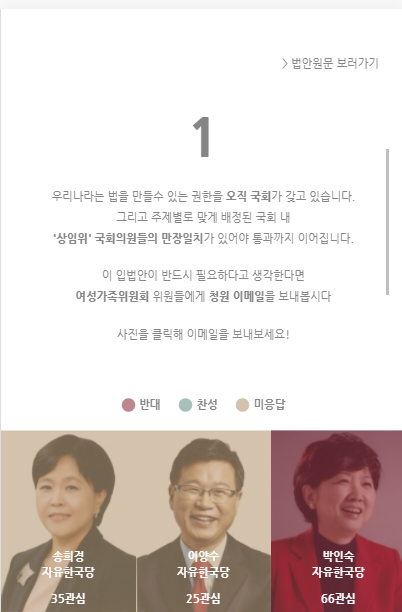 > 법안원문 보러가기
1
우리나라는 법을 만들수 있는 권한을 오직 국회가 갖고 있습니다.
그리고 주제별로 맞게 배정된 국회 내
'상임위' 국회의원들의 만장일치가 있어야 통과까지 이어집니다.
이 입법안이 반드시 필요하다고 생각한다면
여성가족위원회 위원들에게 청원 이메일을 보내봅시다
사진을 클릭해 이메일을 보내보세요!
반대 찬성 미응답
송희경 이양수 박인숙
자유한국당 자유한국당 자유한국당
35관심 25관심 66관심